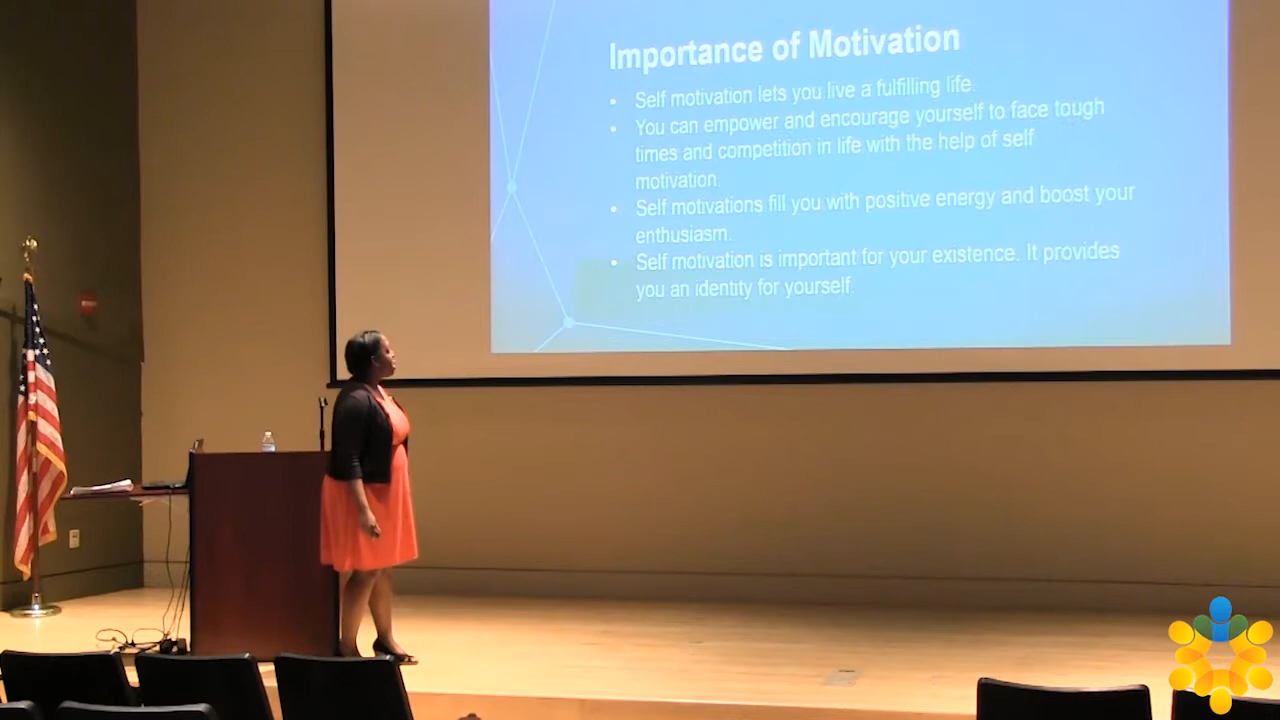 Importance of Motivation
• Self motivation lets you live a fulfilling life.
• You can empower and encourage yourself to face tough
times and competition in life with the help of self
motivation.
• Self motivations fill you with positive energy and boost your
enthusiasm.
• Self motivation is important for your existence. It provides
you an identity for yourself.